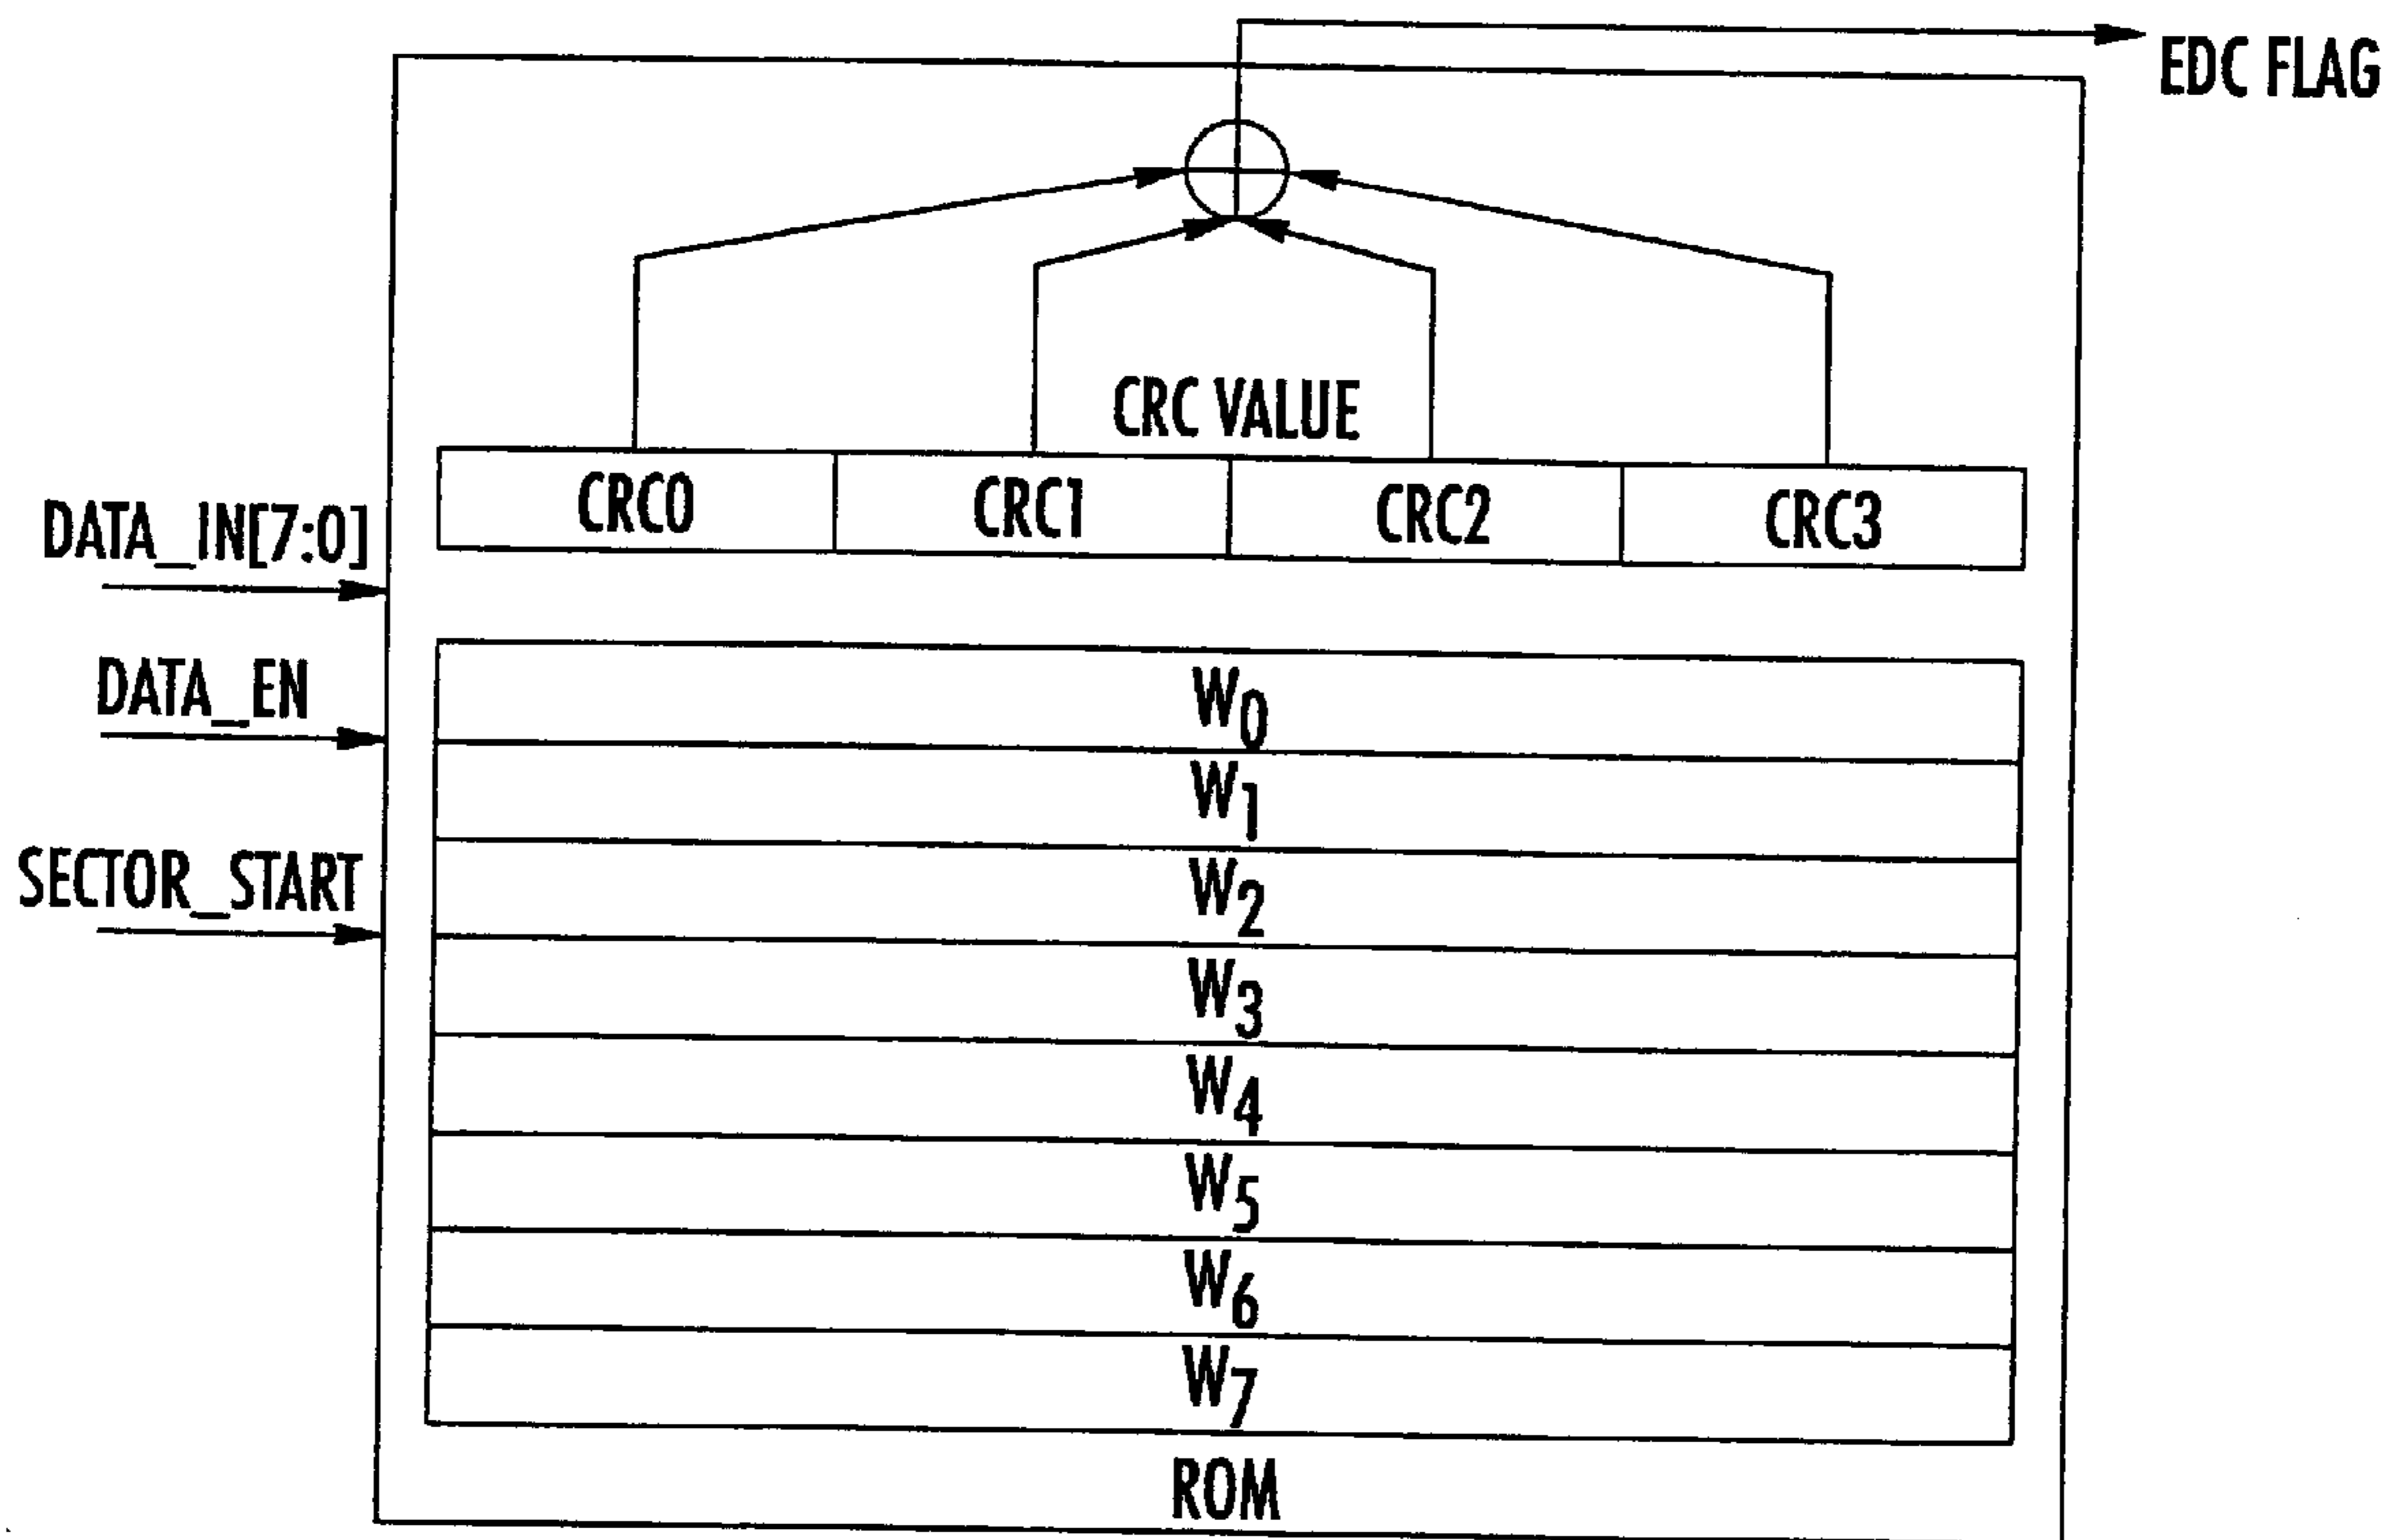 EDC FLAG
CRC VALUE
CRC0 CRC1 CRC2 CRC3
DATA_IN[7:0]
DATA_EN
SECTOR_START
W0
W1
W2
W3
W4
W5
W6
W7
ROM